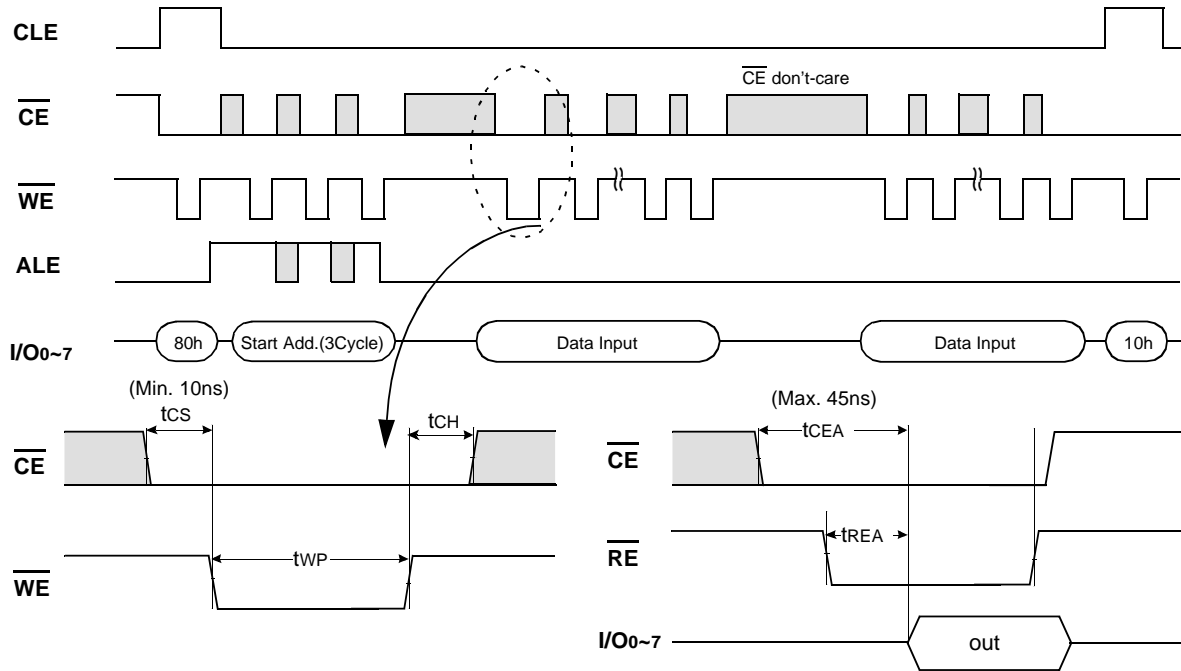 CLE
CE don't-care
CE
WE
ALE
I/O0~7
80h
Start Add.(3Cycle)
Data Input
Data Input
10h
(Min. 10ns)
tCS
tCH
CE
tWP
WE
(Max. 45ns)
tCEA
CE
tREA
RE
I/O0~7
out